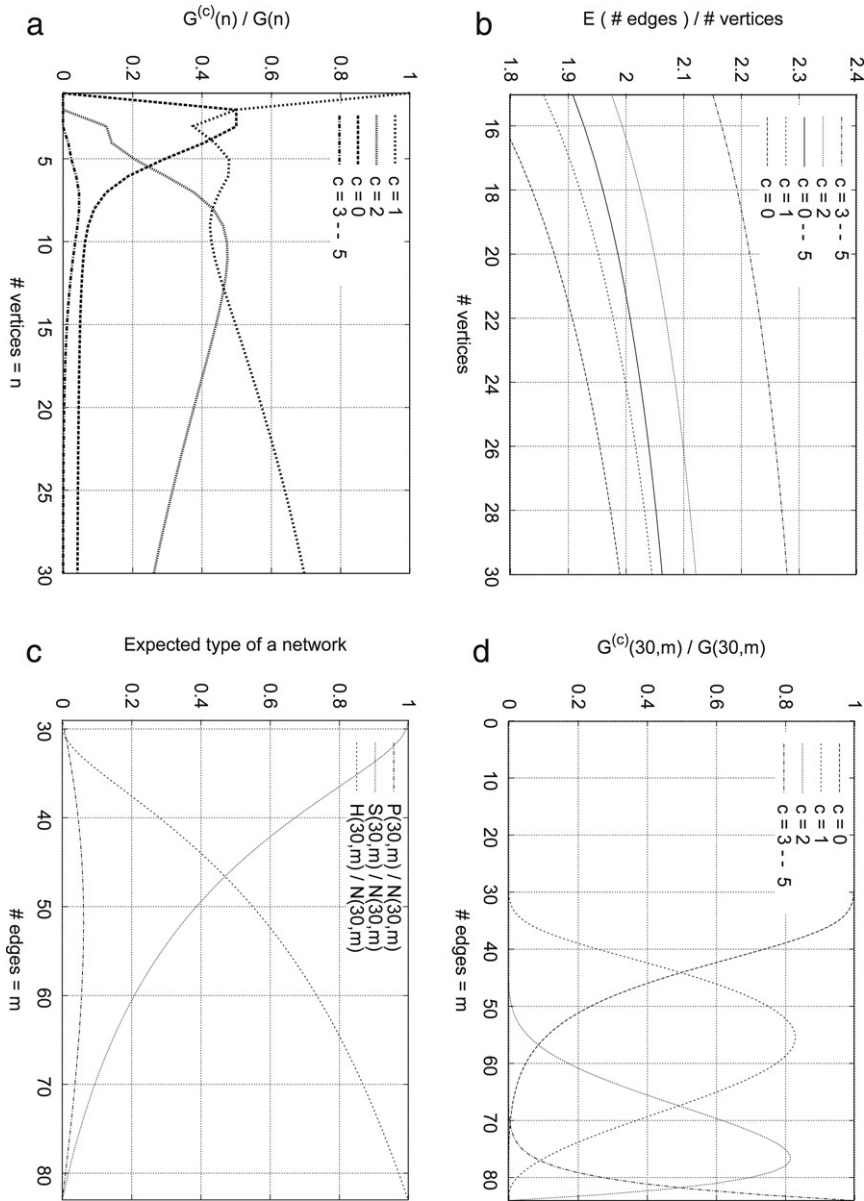 a
G(c)(n) / G(n)
1
0.8
0.6
0.4
0.2
0
c = 1
c = 2
c = 0
c = 3 -- 5
5 10 15 20 25 30
# vertices = n
b
E ( # edges ) / # vertices
2.4
2.3
2.2
2.1
2
1.9
1.8
c = 3 -- 5
c = 2
c = 0 -- 5
c = 1
c = 0
16 18 20 22 24 26 28 30
# vertices
c
Expected type of a network
1
0.8
0.6
0.4
0.2
0
P(30,m) / N(30,m)
S(30,m) / N(30,m)
H(30,m) / N(30,m)
30 40 50 60 70 80
# edges = m
d
G(c)(30,m) / G(30,m)
1
0.8
0.6
0.4
0.2
0
c = 0
c = 1
c = 2
c = 3 -- 5
0 10 20 30 40 50 60 70 80
# edges = m